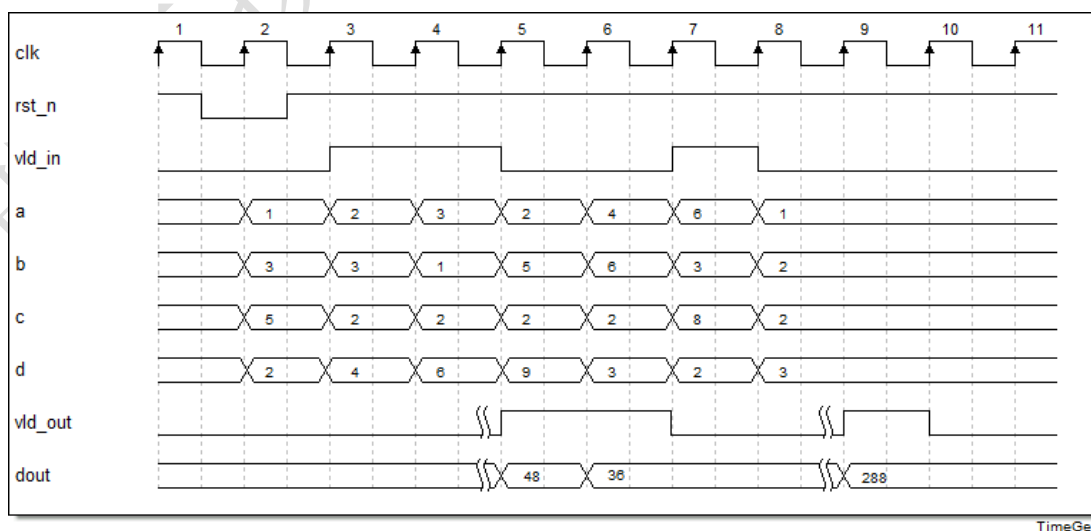 1 2 3 4 5 6 7 8 9 10 11
clk
rst_n
vld_in
a 1 2 3 2 4 6 1
b 3 3 1 5 6 3 2
c 5 2 2 2 2 8 2
d 2 4 6 9 3 2 3
vld_out
dout 48 36 288
TimeGe